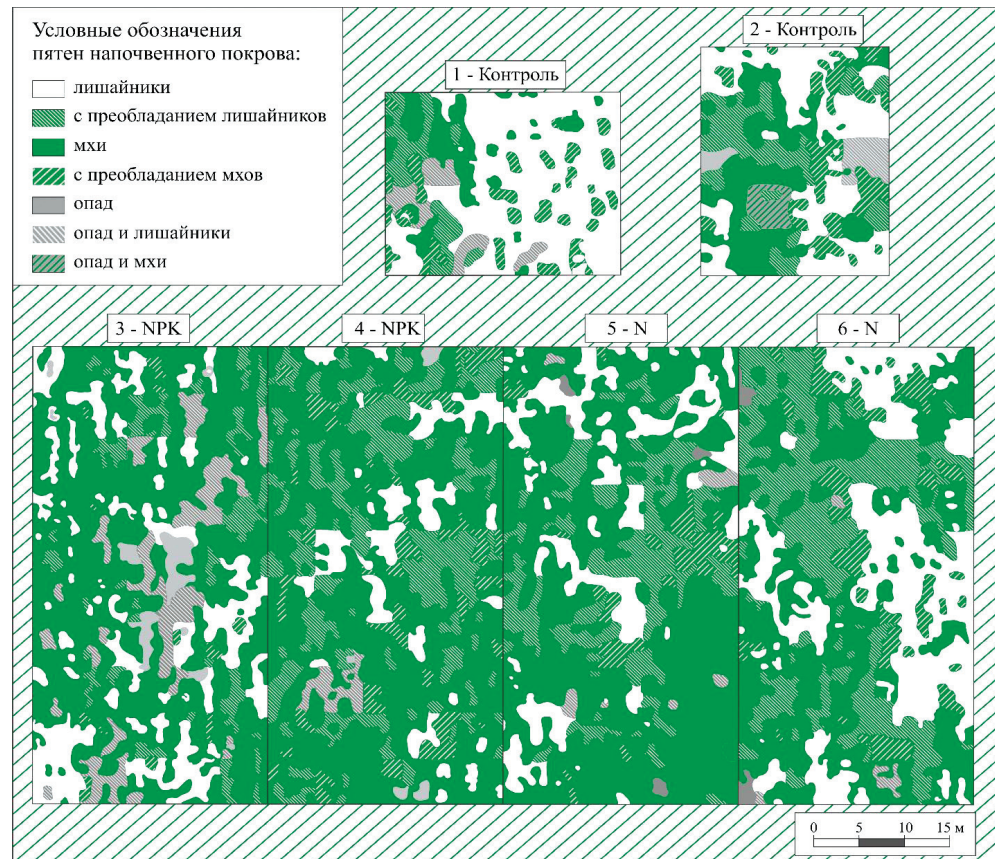 Условные обозначения
пятен напочвенного покрова:
лишайники
с преобладанием лишайников
мхи
с преобладанием мхов
опад
опад и лишайники
опад и мхи
1 - Контроль
2 - Контроль
3 - NPK
4 - NPK
5 - N
6 - N
0 5 10 15 м